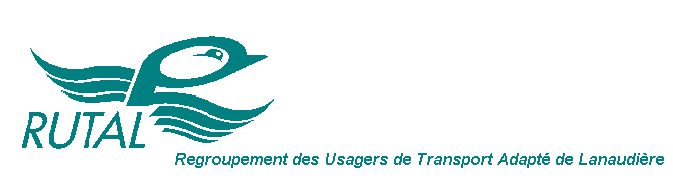 RUTAL
Regroupement des Usagers de Transport Adapté de Lanaudière